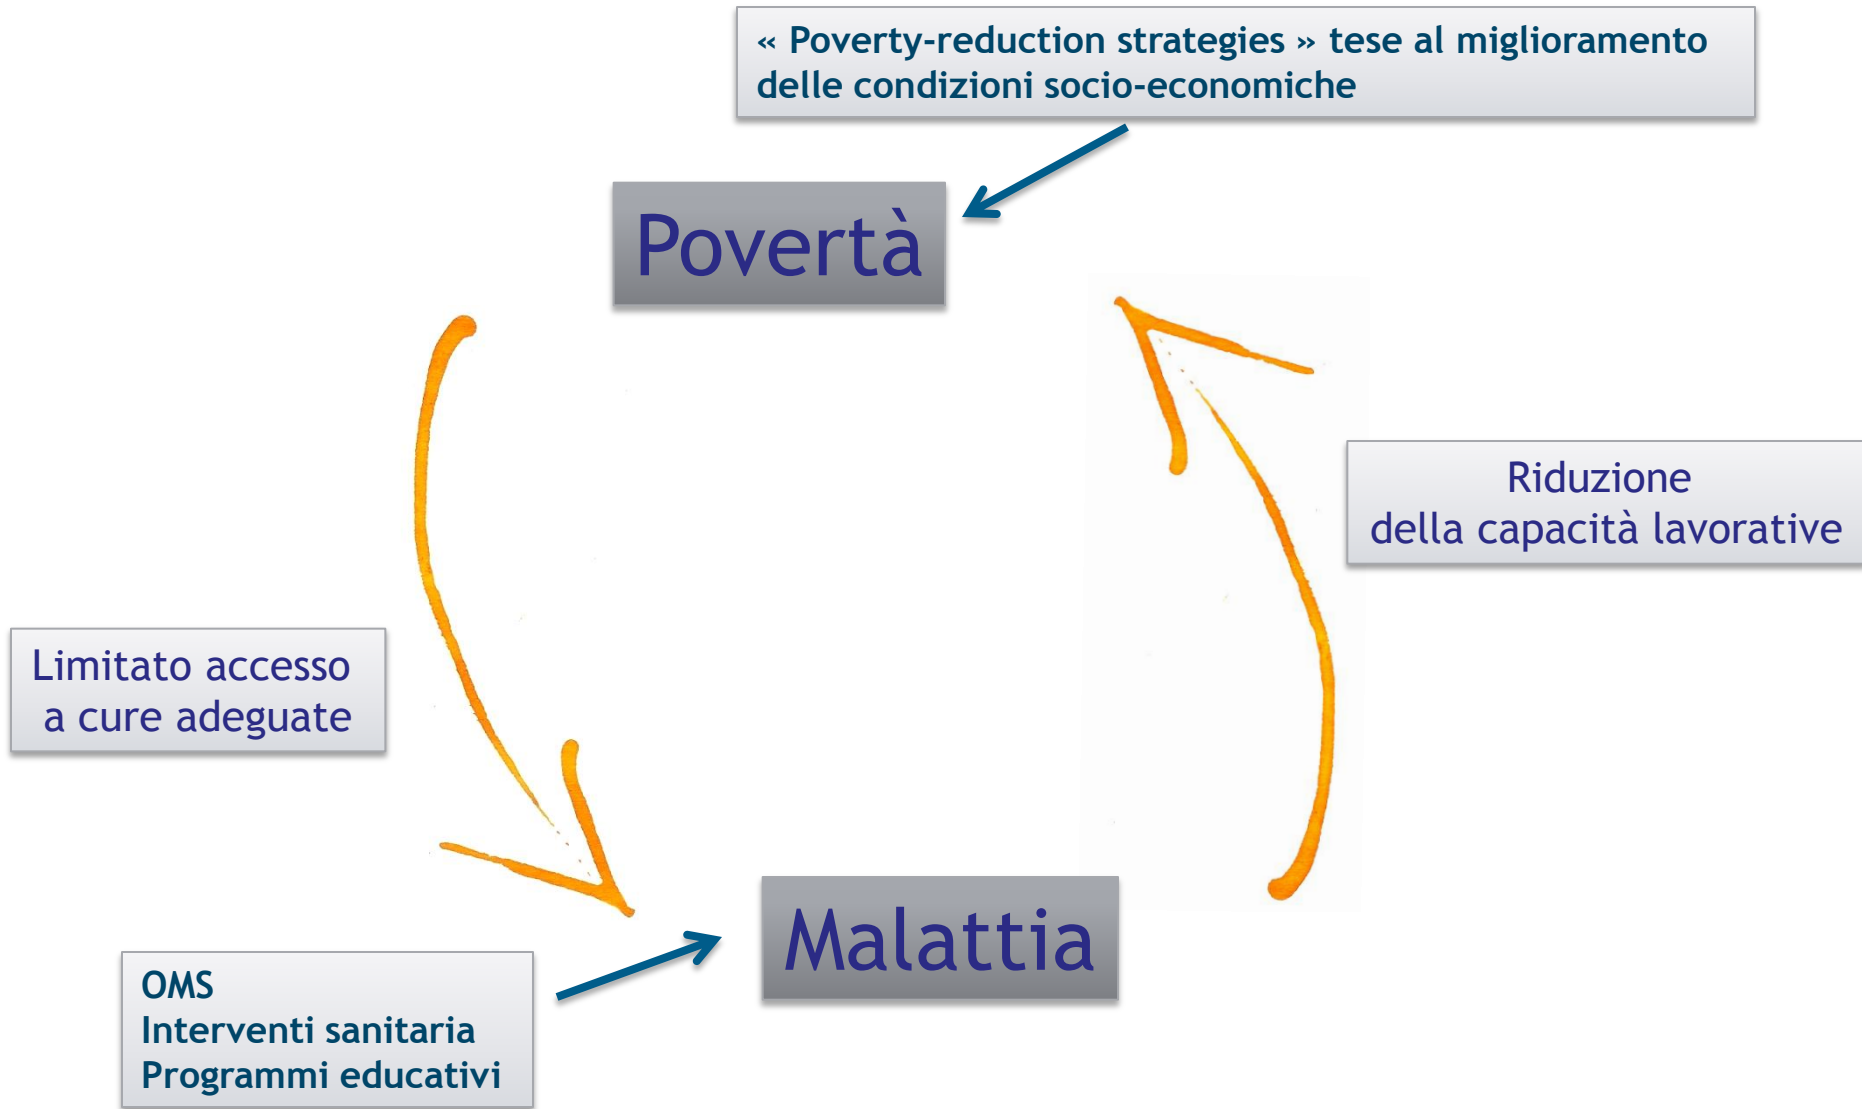 « Poverty-reduction strategies » tese al miglioramento
delle condizioni socio-economiche
Povertà
Riduzione
della capacità lavorative
Limitato accesso
a cure adeguate
Malattia
OMS
Interventi sanitaria
Programmi educativi